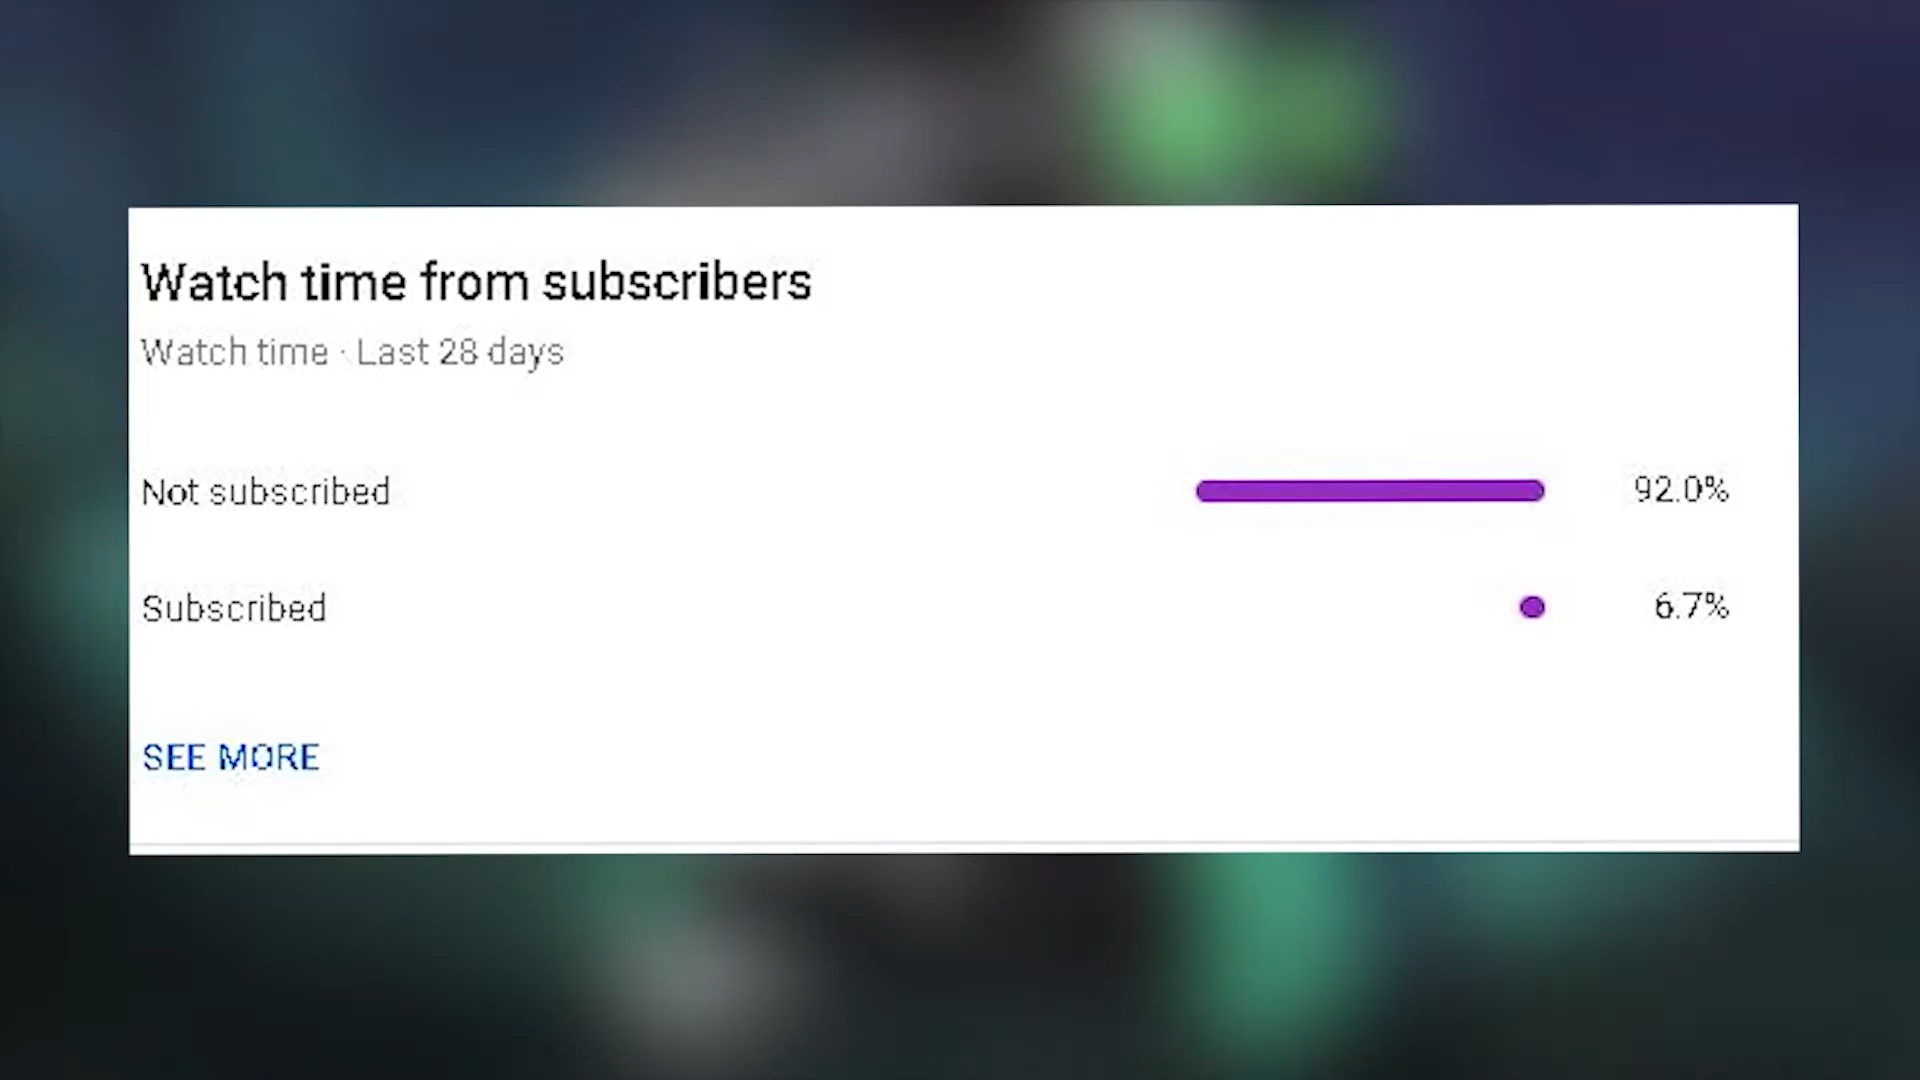 Watch time from subscribers
Watch time · Last 28 days
Not subscribed 92.0%
Subscribed 6.7%
SEE MORE